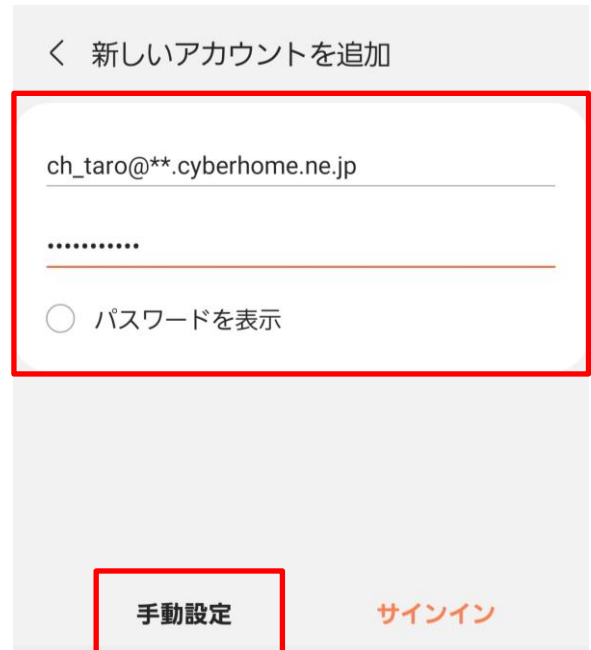 新しいアカウントを追加
ch_taro@**.cyberhome.ne.jp
•••••••••••
パスワードを表示
手動設定 サインイン